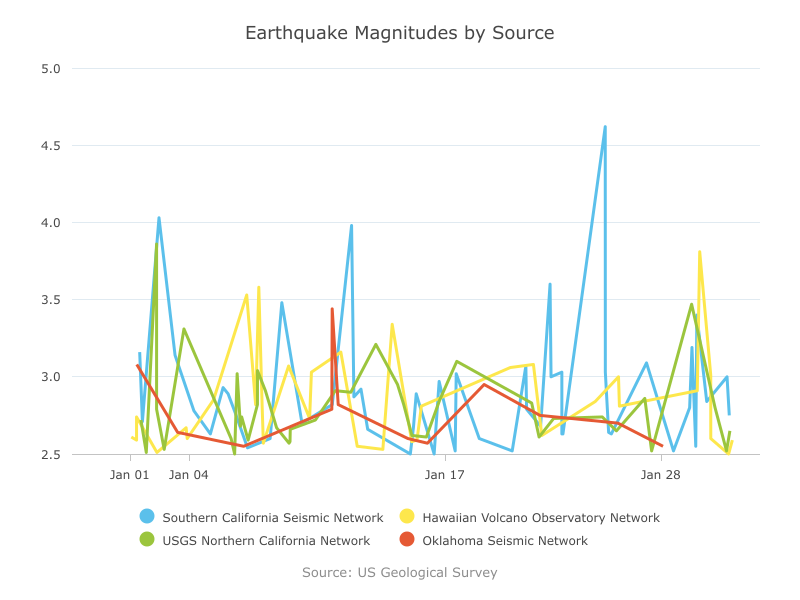 Earthquake Magnitudes by Source
5.0
4.5
4.0
3.5
3.0
2.5
Jan 01 Jan 04 Jan 17 Jan 28
Southern California Seismic Network Hawaiian Volcano Observatory Network
USGS Northern California Network Oklahoma Seismic Network
Source: US Geological Survey